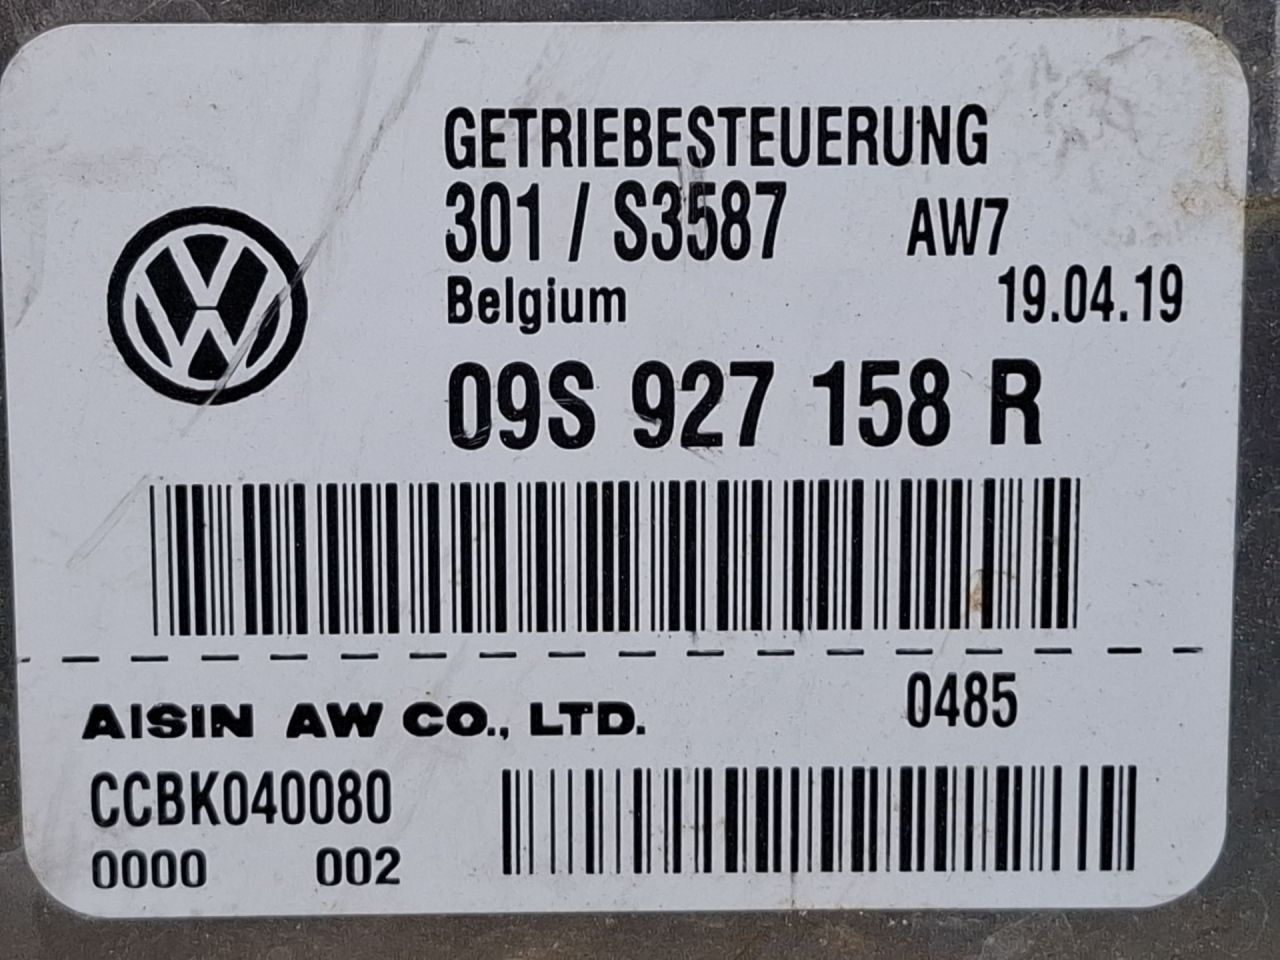 GETRIEBESTEUERUNG
301 / S3587 AW7
Belgium 19.04.19
09S 927 158 R
0485
AISIN AW CO., LTD.
CCBK040080
0000 002